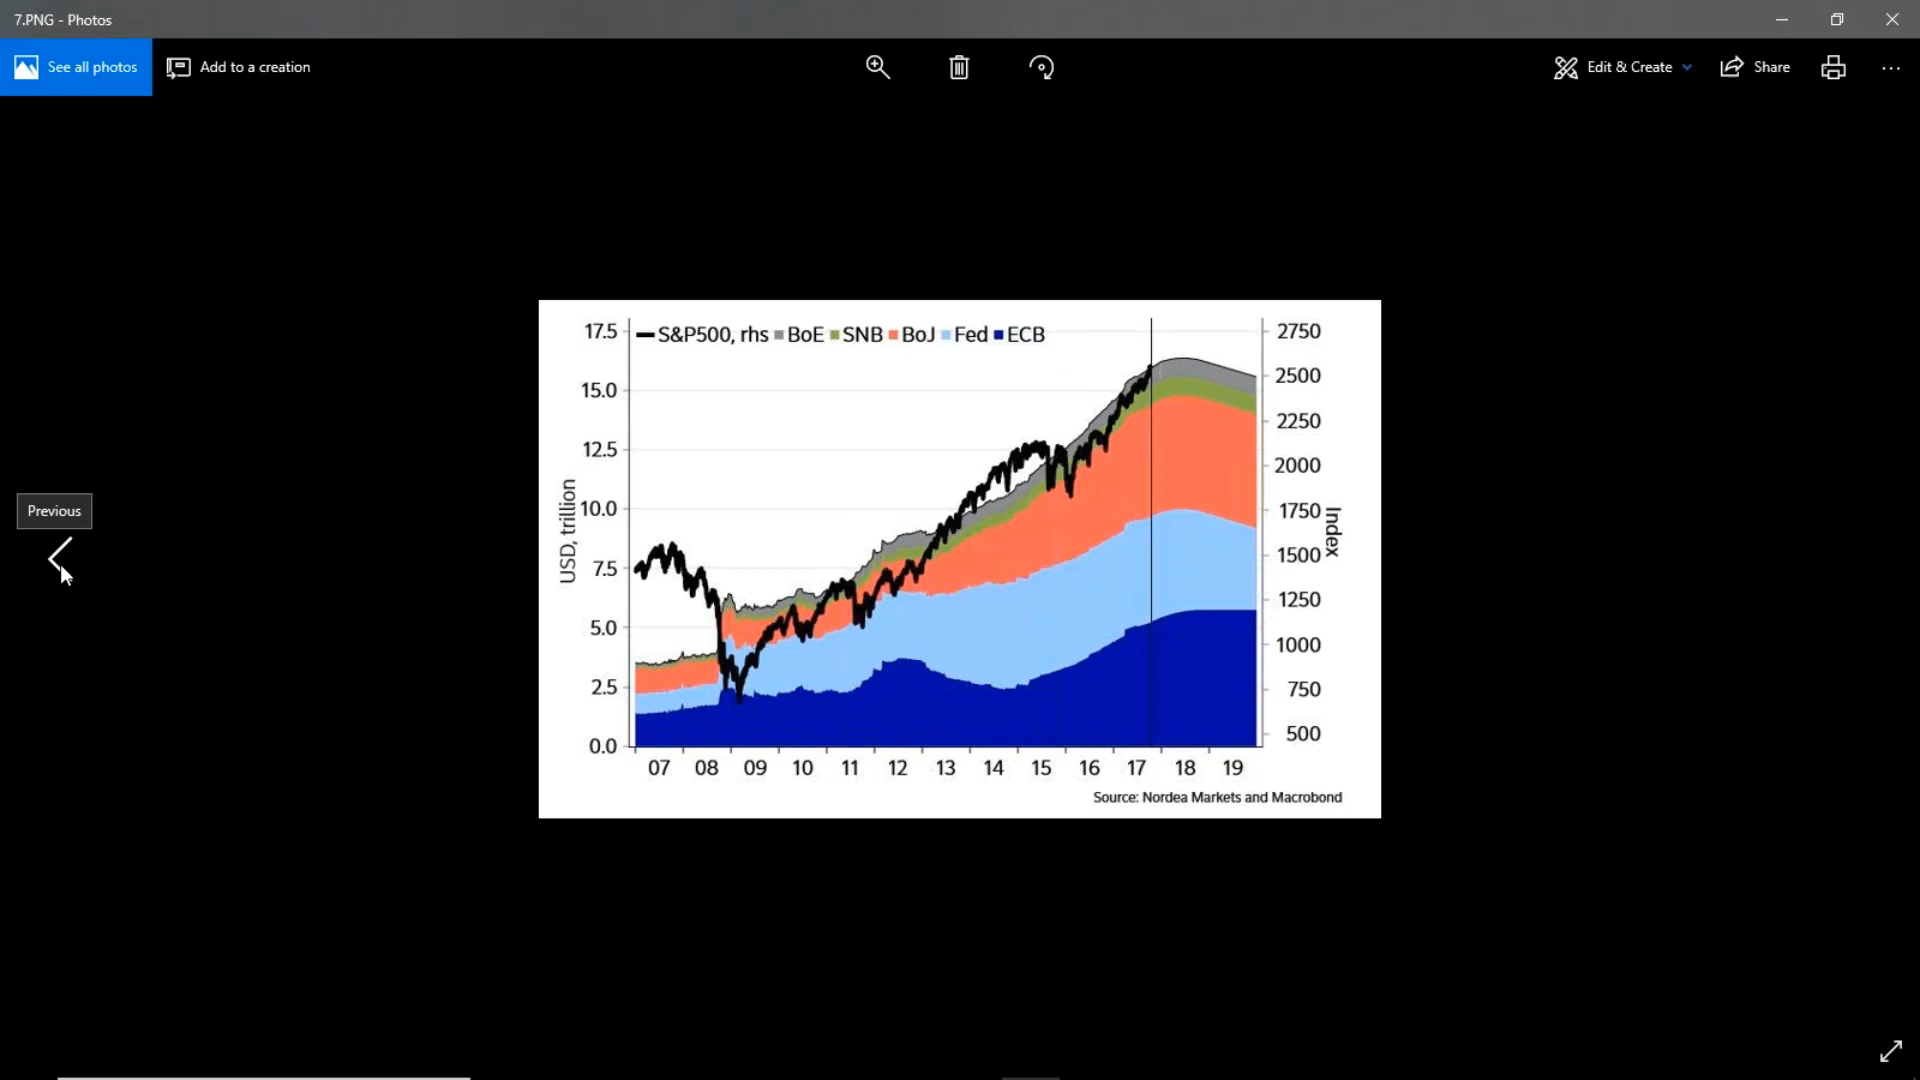 7.PNG - Photos
See all photos
Add to a creation
Edit & Create
Share
Previous
S&P500, rhs BoE SNB BoJ Fed ECB
USD, trillion
17.5
15.0
12.5
10.0
7.5
5.0
2.5
0.0
2750
2500
2250
2000
1750
1500
1250
1000
750
500
Index
07 08 09 10 11 12 13 14 15 16 17 18 19
Source: Nordea Markets and Macrobond